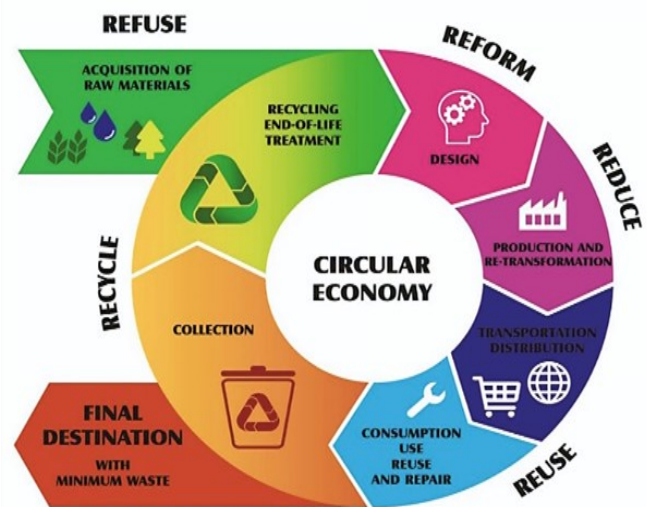 REFUSE
ACQUISITION OF
RAW MATERIALS
RECYCLING
END-OF-LIFE
TREATMENT
REFORM
DESIGN
REDUCE
PRODUCTION AND
RE-TRANSFORMATION
CIRCULAR
ECONOMY
TRANSPORTATION
DISTRIBUTION
REUSE
CONSUMPTION
USE
REUSE
AND REPAIR
RECYCLE
COLLECTION
FINAL
DESTINATION
WITH
MINIMUM WASTE